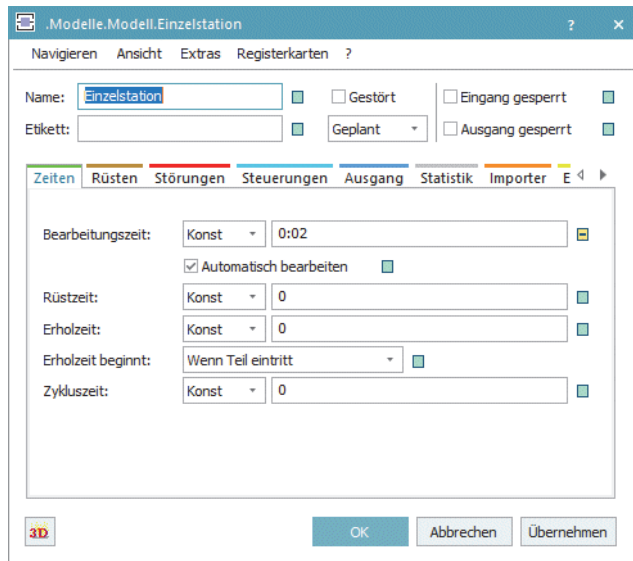 .Modelle.Modell.Einzelstation ? ×
Navigieren Ansicht Extras Registerkarten ?
Name: Einzelstation Gestört Eingang gesperrt
Etikett: Geplant Ausgang gesperrt
Zeiten Rüsten Störungen Steuerungen Ausgang Statistik Importer E
Bearbeitungszeit: Konst 0:02
Automatisch bearbeiten
Rüstzeit: Konst 0
Erholzeit: Konst 0
Erholzeit beginnt: Wenn Teil eintritt
Zykluszeit: Konst 0
3D OK Abbrechen Übernehmen